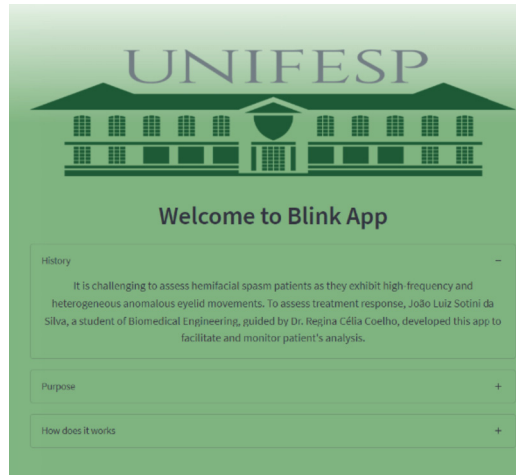 UNIFESP
Welcome to Blink App
History −
It is challenging to assess hemifacial spasm patients as they exhibit high-frequency and
heterogeneous anomalous eyelid movements. To assess treatment response, João Luiz Sotini da
Silva, a student of Biomedical Engineering, guided by Dr. Regina Célia Coelho, developed this app to
facilitate and monitor patient's analysis.
Purpose +
How does it works +